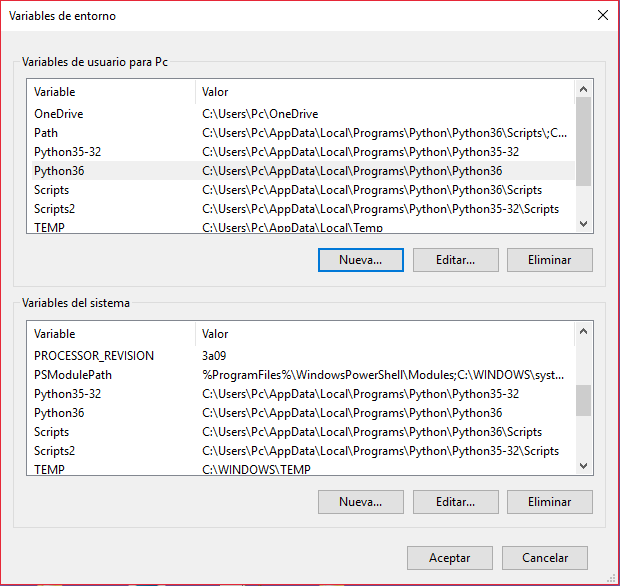 Variables de entorno
Variables de usuario para Pc
Variable Valor
OneDrive C:\Users\Pc\OneDrive
Path C:\Users\Pc\AppData\Local\Programs\Python\Python36\Scripts\;C...
Python35-32 C:\Users\Pc\AppData\Local\Programs\Python\Python35-32
Python36 C:\Users\Pc\AppData\Local\Programs\Python\Python36
Scripts C:\Users\Pc\AppData\Local\Programs\Python\Python36\Scripts
Scripts2 C:\Users\Pc\AppData\Local\Programs\Python\Python35-32\Scripts
TEMP C:\Users\Pc\AppData\Local\Temp
Nueva... Editar... Eliminar
Variables del sistema
Variable Valor
PROCESSOR_REVISION 3a09
PSModulePath %ProgramFiles%\WindowsPowerShell\Modules;C:\WINDOWS\syst...
Python35-32 C:\Users\Pc\AppData\Local\Programs\Python\Python35-32
Python36 C:\Users\Pc\AppData\Local\Programs\Python\Python36
Scripts C:\Users\Pc\AppData\Local\Programs\Python\Python36\Scripts
Scripts2 C:\Users\Pc\AppData\Local\Programs\Python\Python35-32\Scripts
TEMP C:\WINDOWS\TEMP
Nueva... Editar... Eliminar
Aceptar Cancelar